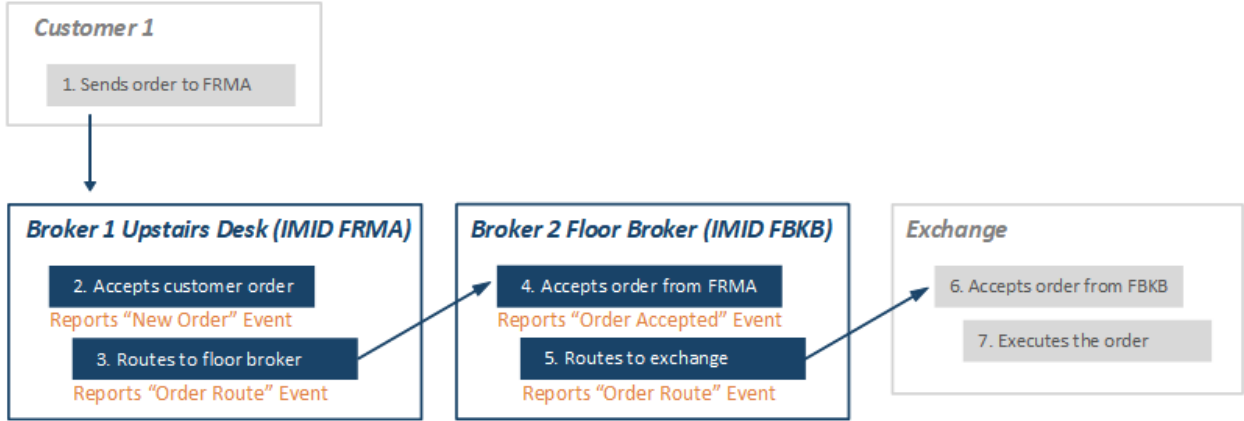 Customer 1
1. Sends order to FRMA
Broker 1 Upstairs Desk (IMID FRMA)
2. Accepts customer order
Reports “New Order” Event
3. Routes to floor broker
Reports “Order Route” Event
Broker 2 Floor Broker (IMID FBKB)
4. Accepts order from FRMA
Reports “Order Accepted” Event
5. Routes to exchange
Reports “Order Route” Event
Exchange
6. Accepts order from FBKB
7. Executes the order